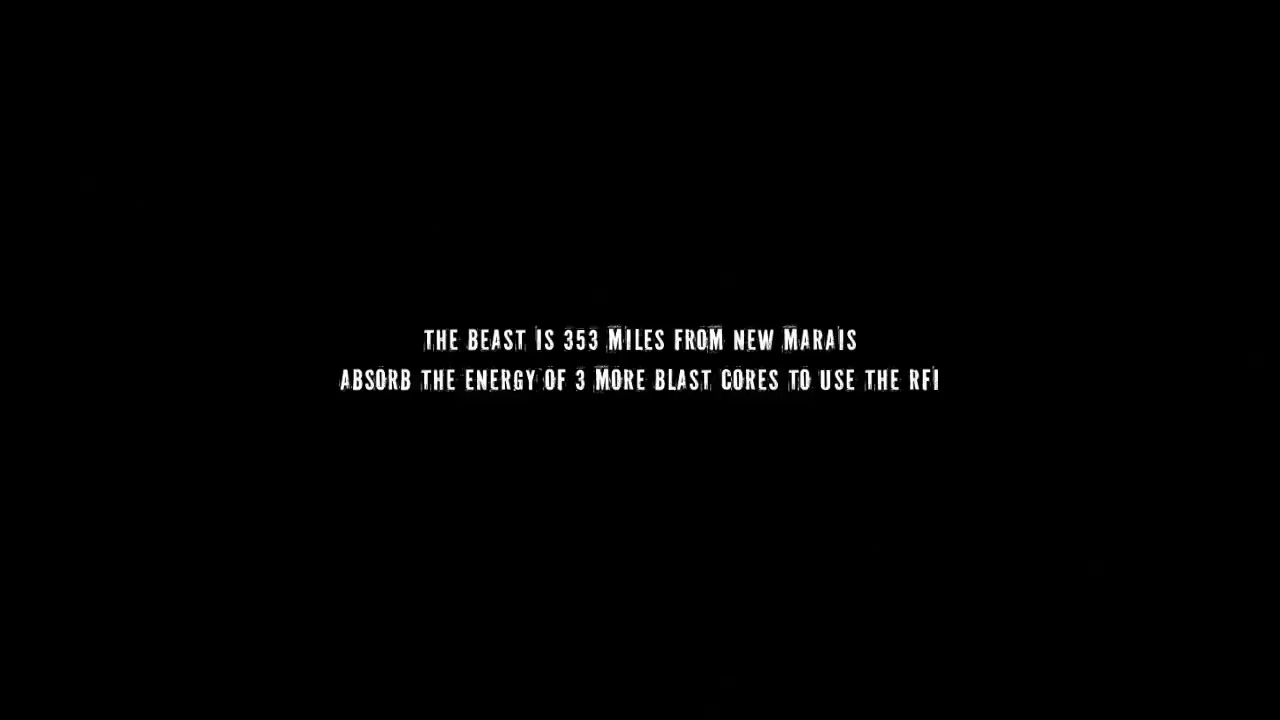 THE BEAST IS 353 MILES FROM NEW MARAIS
ABSORB THE ENERGY OF 3 MORE BLAST CORES TO USE THE RFI